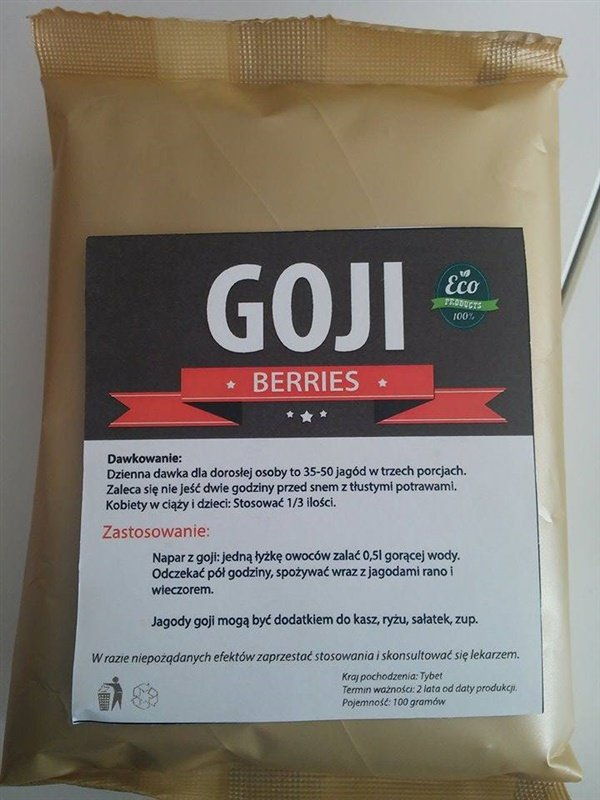 GOJI
Eco
PRODUCTS
100%
BERRIES
Dawkowanie:
Dzienna dawka dla dorosłej osoby to 35-50 jagód w trzech porcjach.
Zaleca się nie jeść dwie godziny przed snem z tłustymi potrawami.
Kobiety w ciąży i dzieci: Stosować 1/3 ilości.
Zastosowanie:
Napar z goji: jedną łyżkę owoców zalać 0,5l gorącej wody.
Odczekać pół godziny, spożywać wraz z jagodami rano i
wieczorem.
Jagody goji mogą być dodatkiem do kasz, ryżu, sałatek, zup.
W razie niepożądanych efektów zaprzestać stosowania i skonsultować się lekarzem.
Kraj pochodzenia: Tybet
Termin ważności: 2 lata od daty produkcji.
Pojemność: 100 gramów